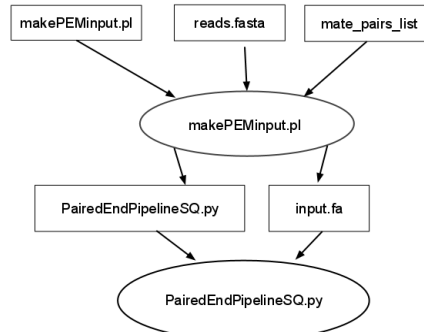 makePEMinput.pl
reads.fasta
mate_pairs_list
makePEMinput.pl
PairedEndPipelineSQ.py
input.fa
PairedEndPipelineSQ.py